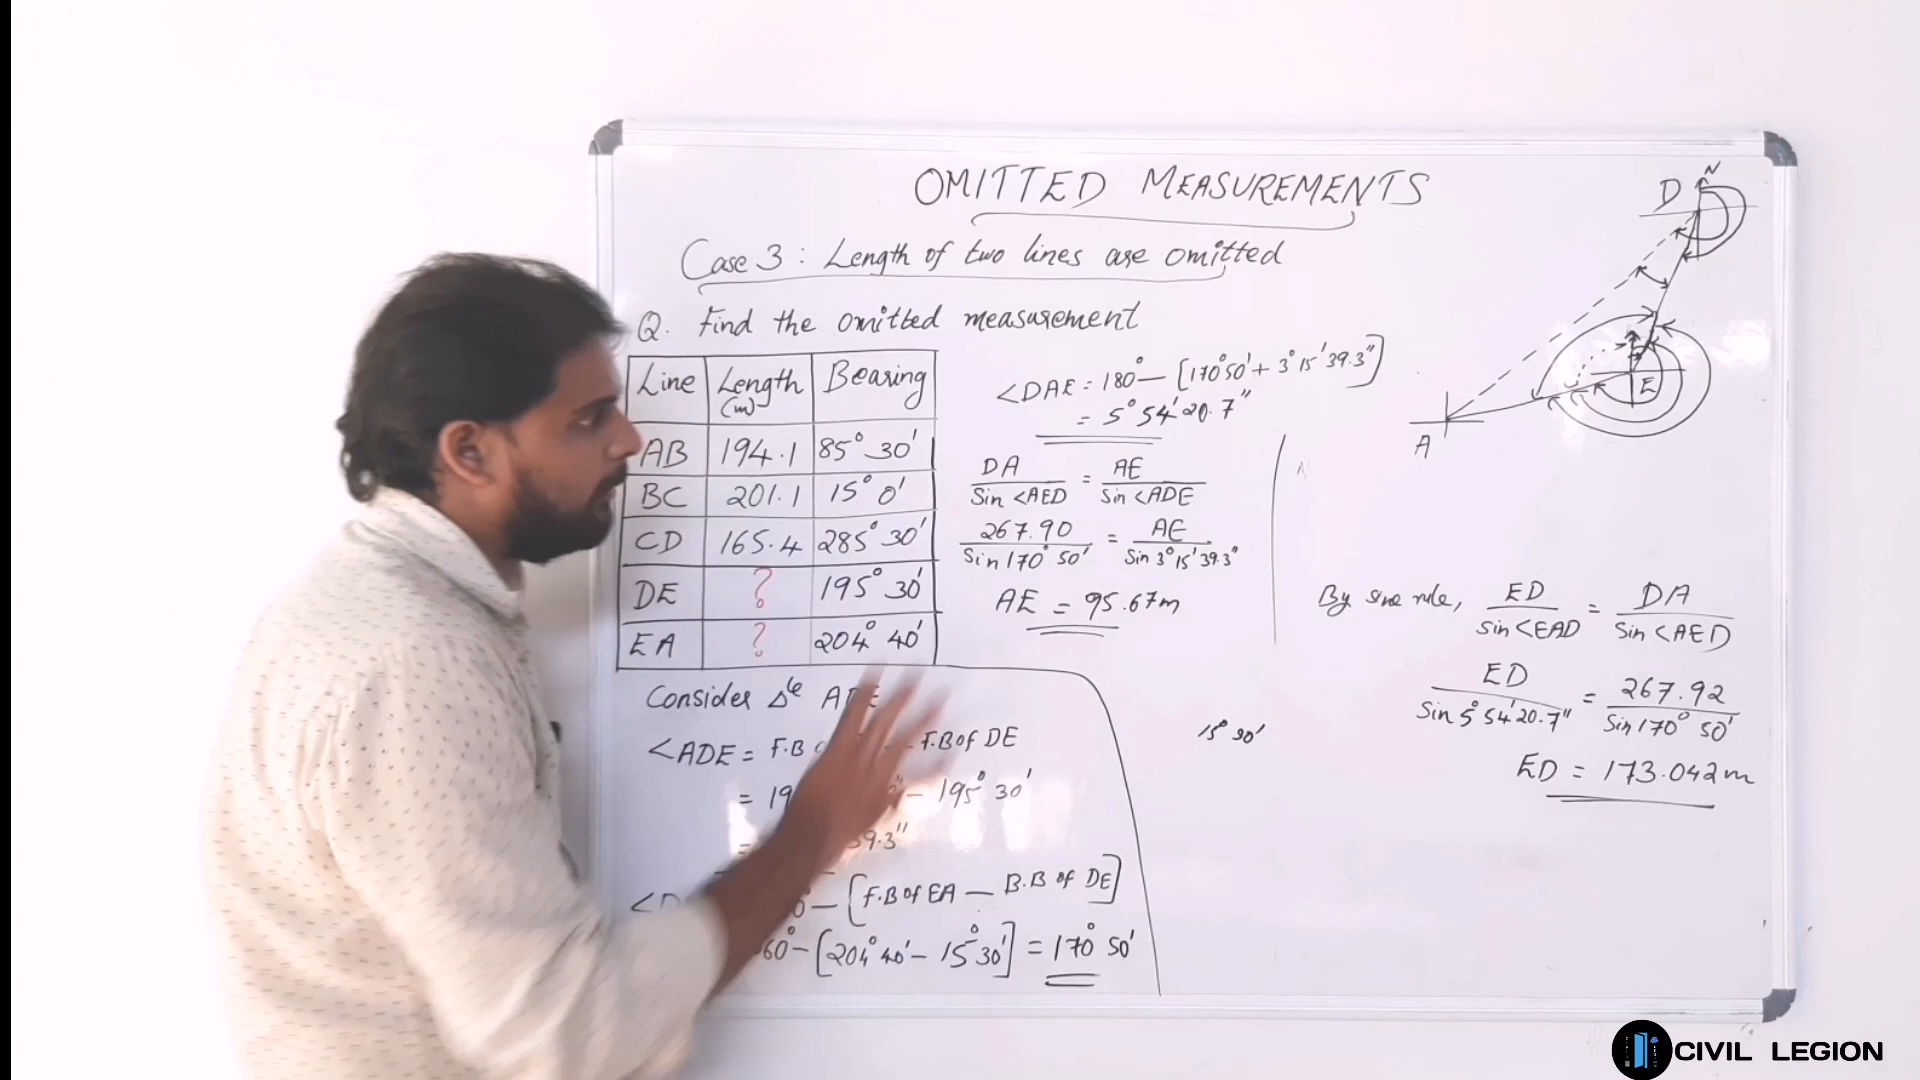 OMITTED MEASUREMENTS
Case 3 : Length of two lines are omitted
Q. Find the omitted measurement
Line Length (m) Bearing
AB 194.1 85° 30'
BC 201.1 15° 0'
CD 165.4 285° 30'
DE ? 195° 30'
EA ? 204° 40'
Consider Δle ADE
<ADE = F.B - F.B of DE
= 19 - 195° 30'
= 39.3"
<D - [F.B of EA - B.B of DE]
60° - [204° 40' - 15° 30'] = 170° 50'
<DAE = 180° - [170° 50' + 3° 15' 39.3"]
= 5° 54' 20.7"
DA / Sin <AED = AE / Sin <ADE
267.90 / Sin 170° 50' = AE / Sin 3° 15' 39.3"
AE = 95.67m
15° 30'
N
D
E
A
By sine rule, ED / Sin <EAD = DA / Sin <AED
ED / Sin 5° 54' 20.7" = 267.92 / Sin 170° 50'
ED = 173.042m
CIVIL LEGION